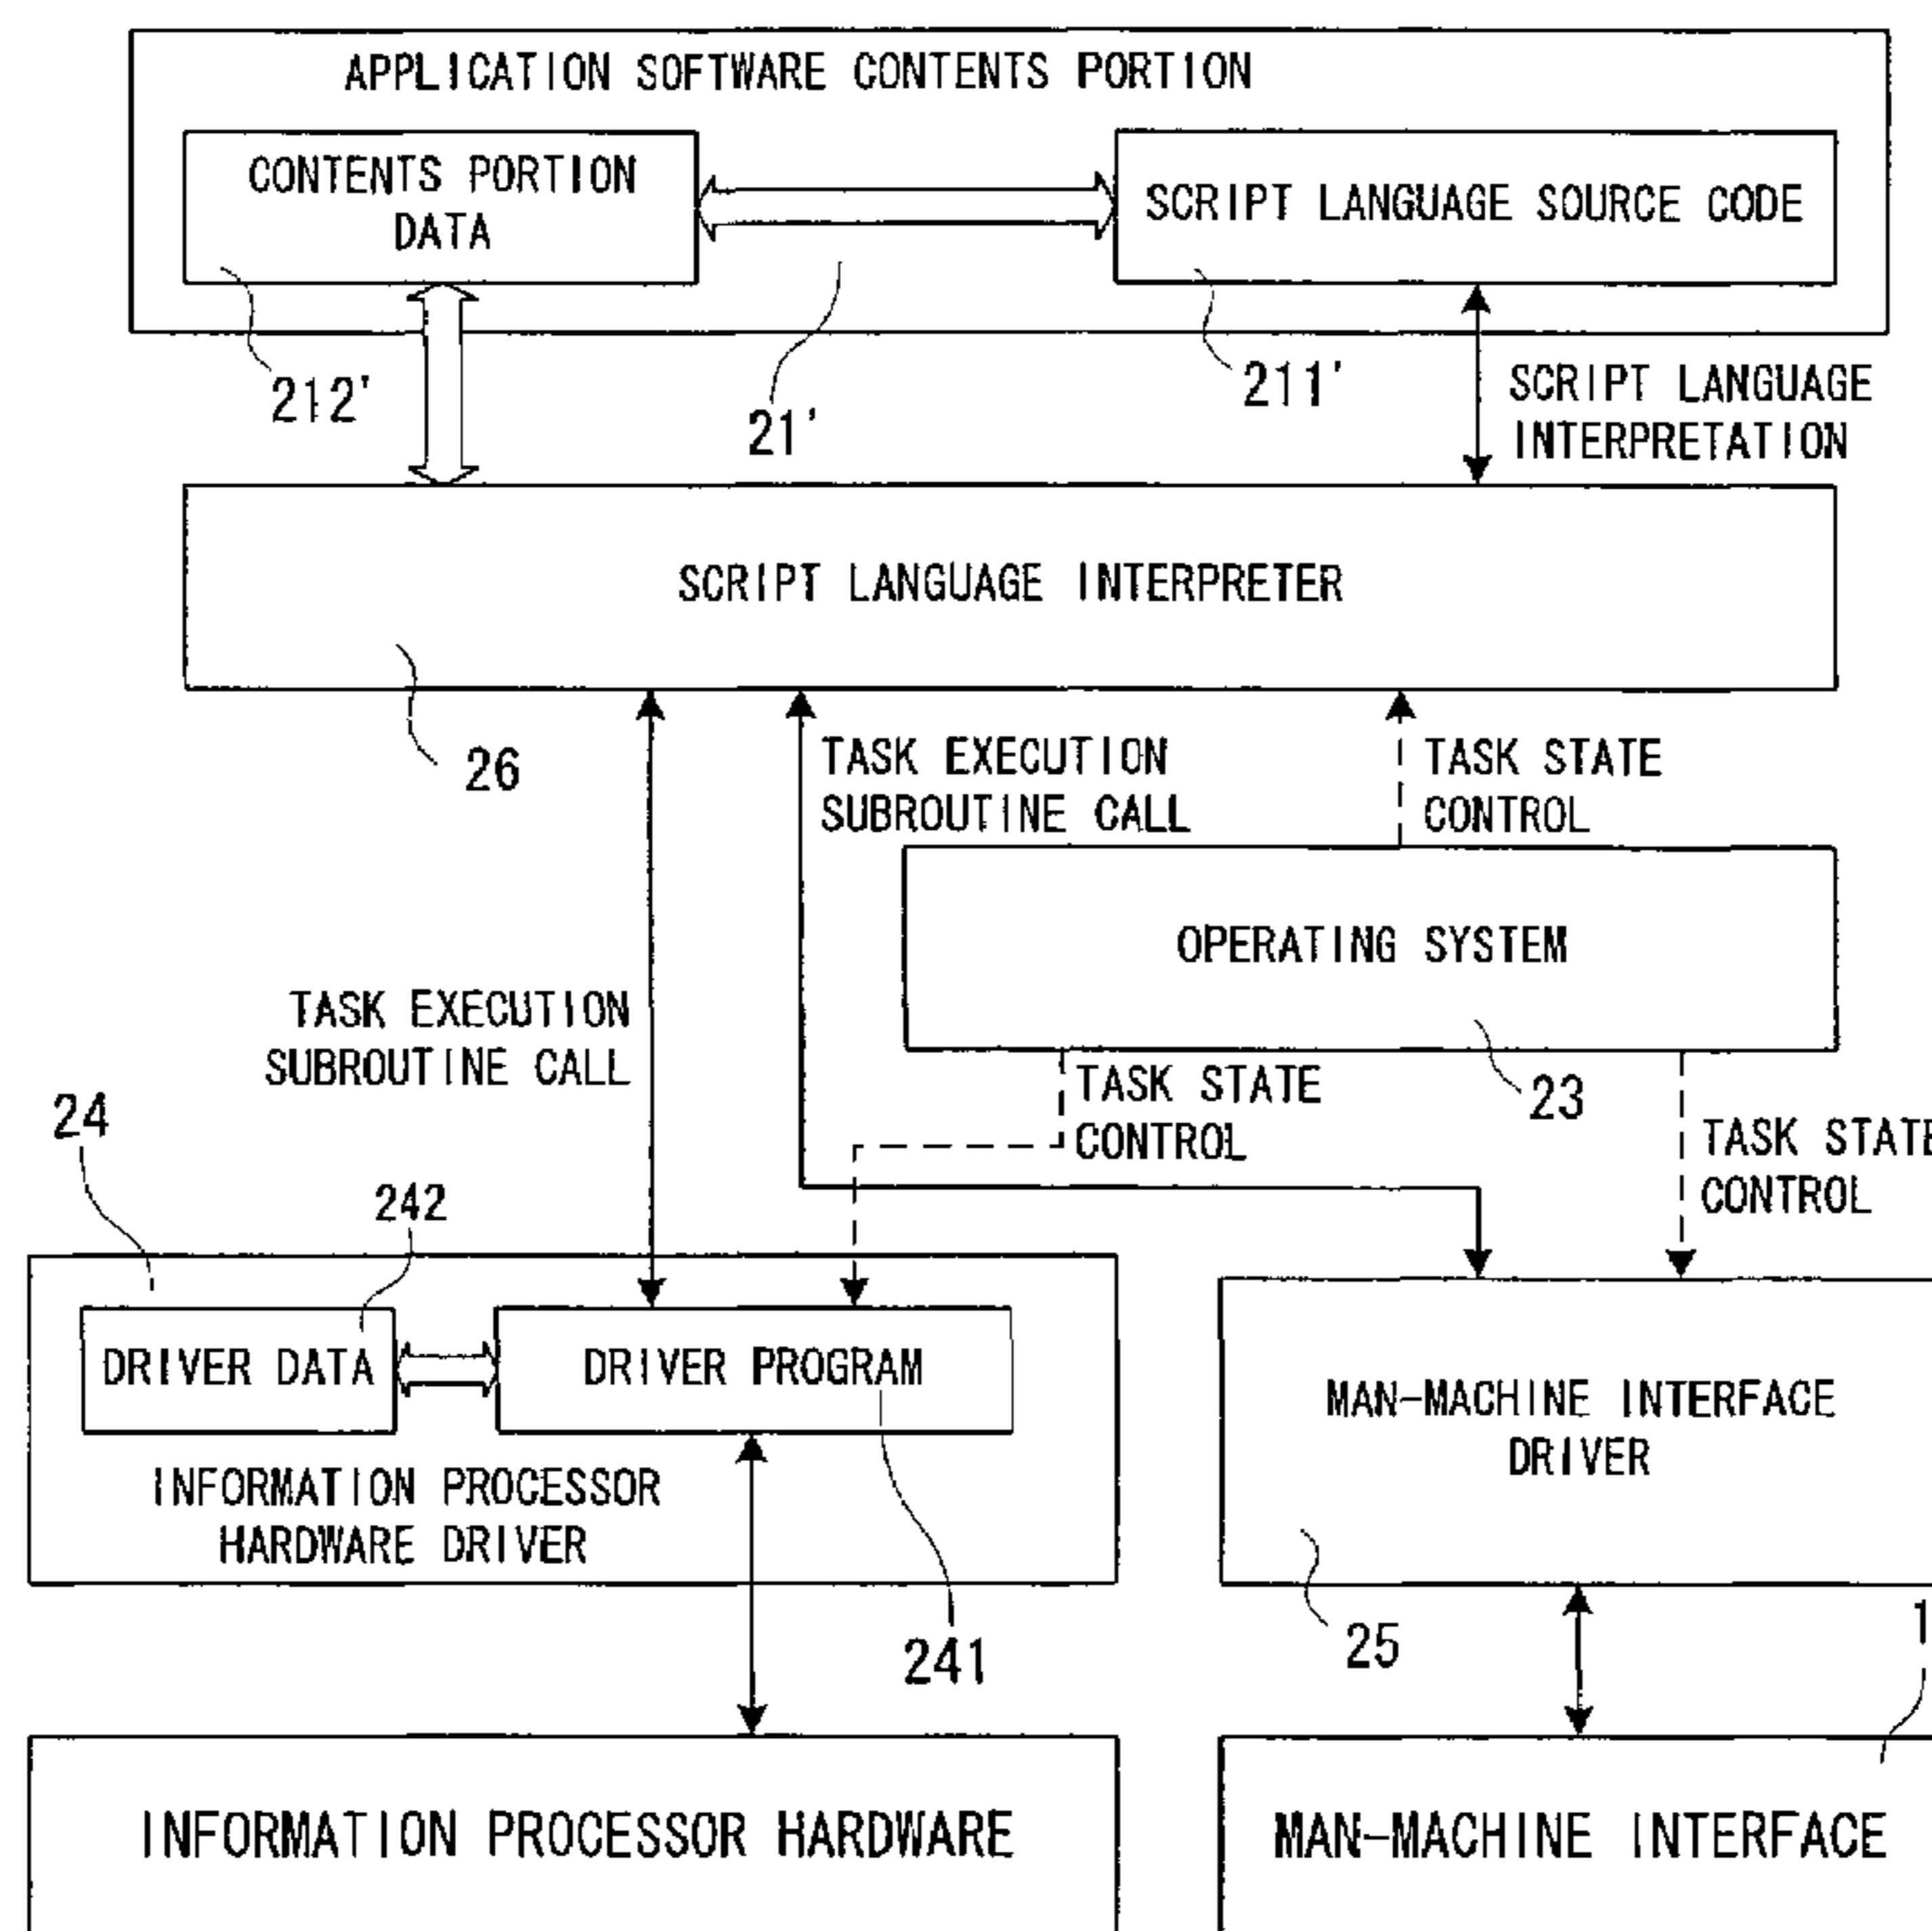 APPLICATION SOFTWARE CONTENTS PORTION
CONTENTS PORTION
DATA
SCRIPT LANGUAGE SOURCE CODE
212'
21'
211'
SCRIPT LANGUAGE
INTERPRETATION
SCRIPT LANGUAGE INTERPRETER
26
TASK EXECUTION
SUBROUTINE CALL
TASK STATE
CONTROL
OPERATING SYSTEM
TASK EXECUTION
SUBROUTINE CALL
23
TASK STATE
CONTROL
TASK STATE
CONTROL
24
242
DRIVER DATA
DRIVER PROGRAM
INFORMATION PROCESSOR
HARDWARE DRIVER
241
MAN-MACHINE INTERFACE
DRIVER
25
1
INFORMATION PROCESSOR HARDWARE
MAN-MACHINE INTERFACE